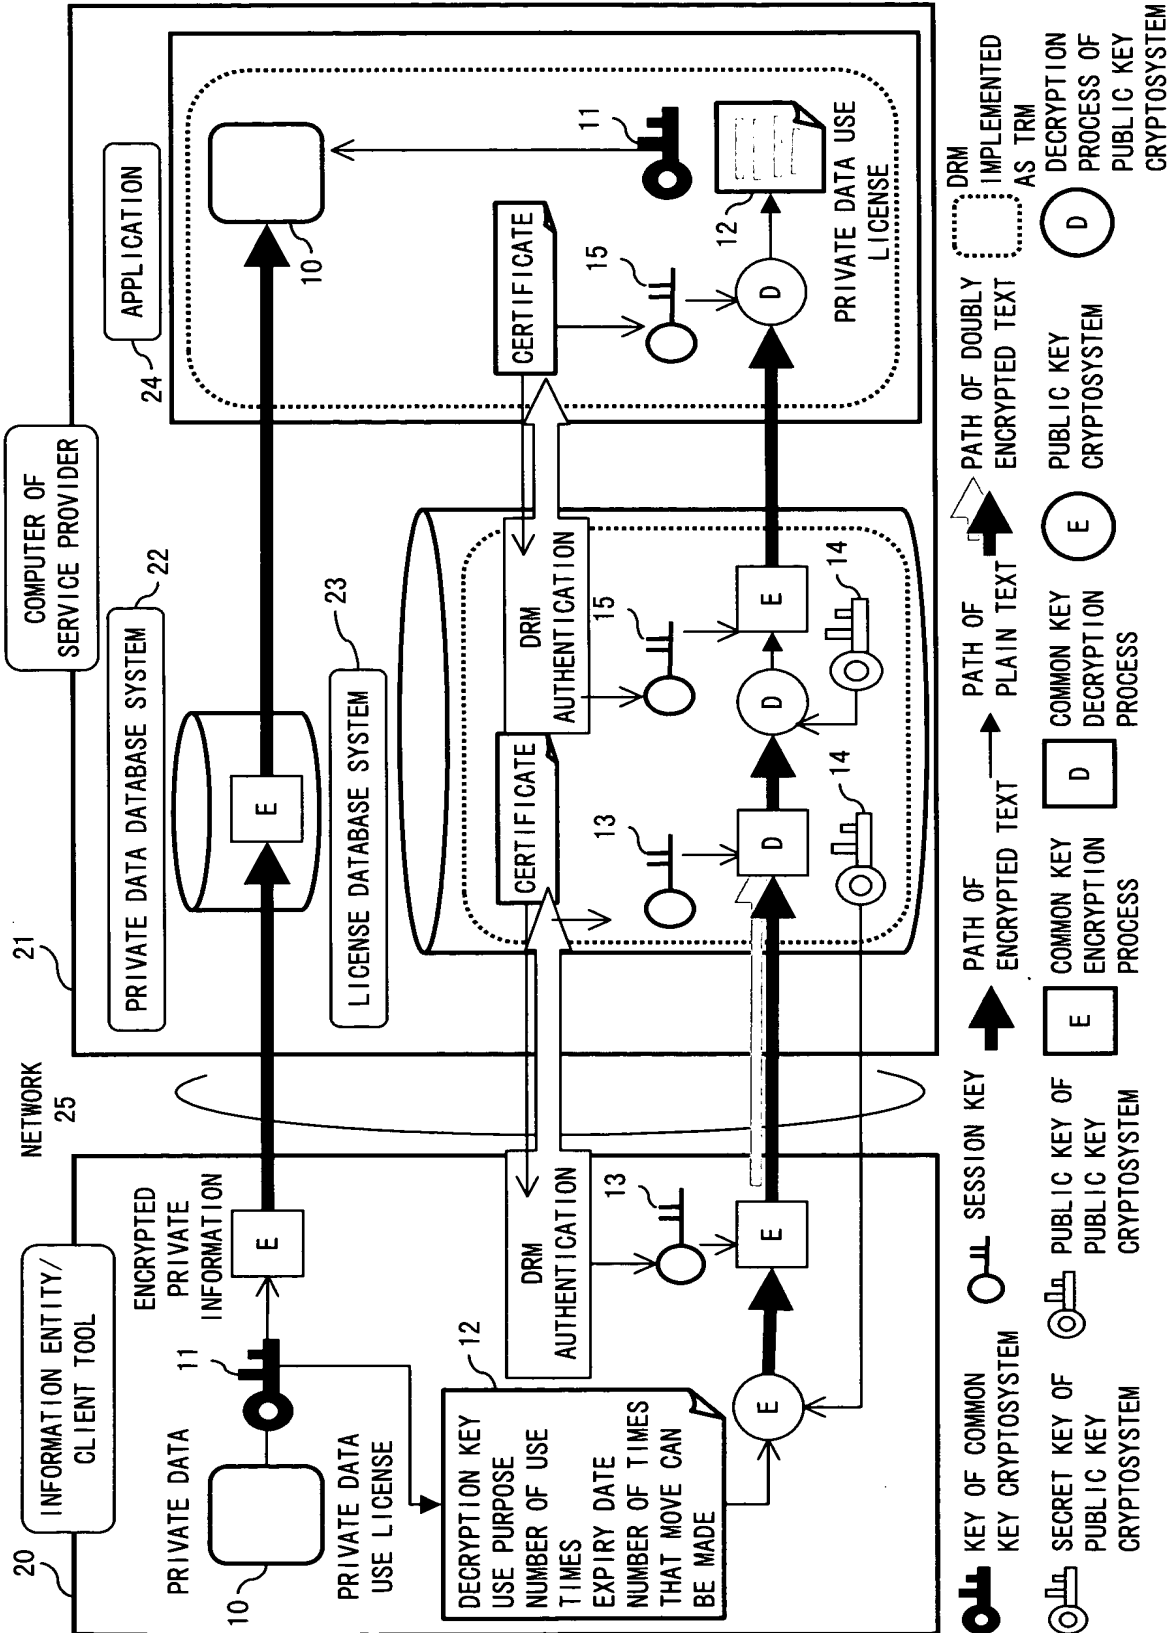 NETWORK
25
20
INFORMATION ENTITY/
CLIENT TOOL
PRIVATE DATA
10
11
ENCRYPTED
PRIVATE
INFORMATION
E
PRIVATE DATA
USE LICENSE
12
DECRYPTION KEY
USE PURPOSE
NUMBER OF USE
TIMES
EXPIRY DATE
NUMBER OF TIMES
THAT MOVE CAN
BE MADE
DRM
AUTHENTICATION
13
E
E
21
COMPUTER OF
SERVICE PROVIDER
PRIVATE DATA DATABASE SYSTEM
22
E
LICENSE DATABASE SYSTEM
23
CERTIFICATE
DRM
AUTHENTICATION
13
15
D
D
E
14
14
24
APPLICATION
10
11
CERTIFICATE
15
D
12
PRIVATE DATA USE
LICENSE
KEY OF COMMON
KEY CRYPTOSYSTEM
SESSION KEY
PATH OF
ENCRYPTED TEXT
PATH OF
PLAIN TEXT
PATH OF DOUBLY
ENCRYPTED TEXT
DRM
IMPLEMENTED
AS TRM
SECRET KEY OF
PUBLIC KEY
CRYPTOSYSTEM
PUBLIC KEY OF
PUBLIC KEY
CRYPTOSYSTEM
E
COMMON KEY
ENCRYPTION
PROCESS
D
COMMON KEY
DECRYPTION
PROCESS
E
PUBLIC KEY
CRYPTOSYSTEM
D
DECRYPTION
PROCESS OF
PUBLIC KEY
CRYPTOSYSTEM